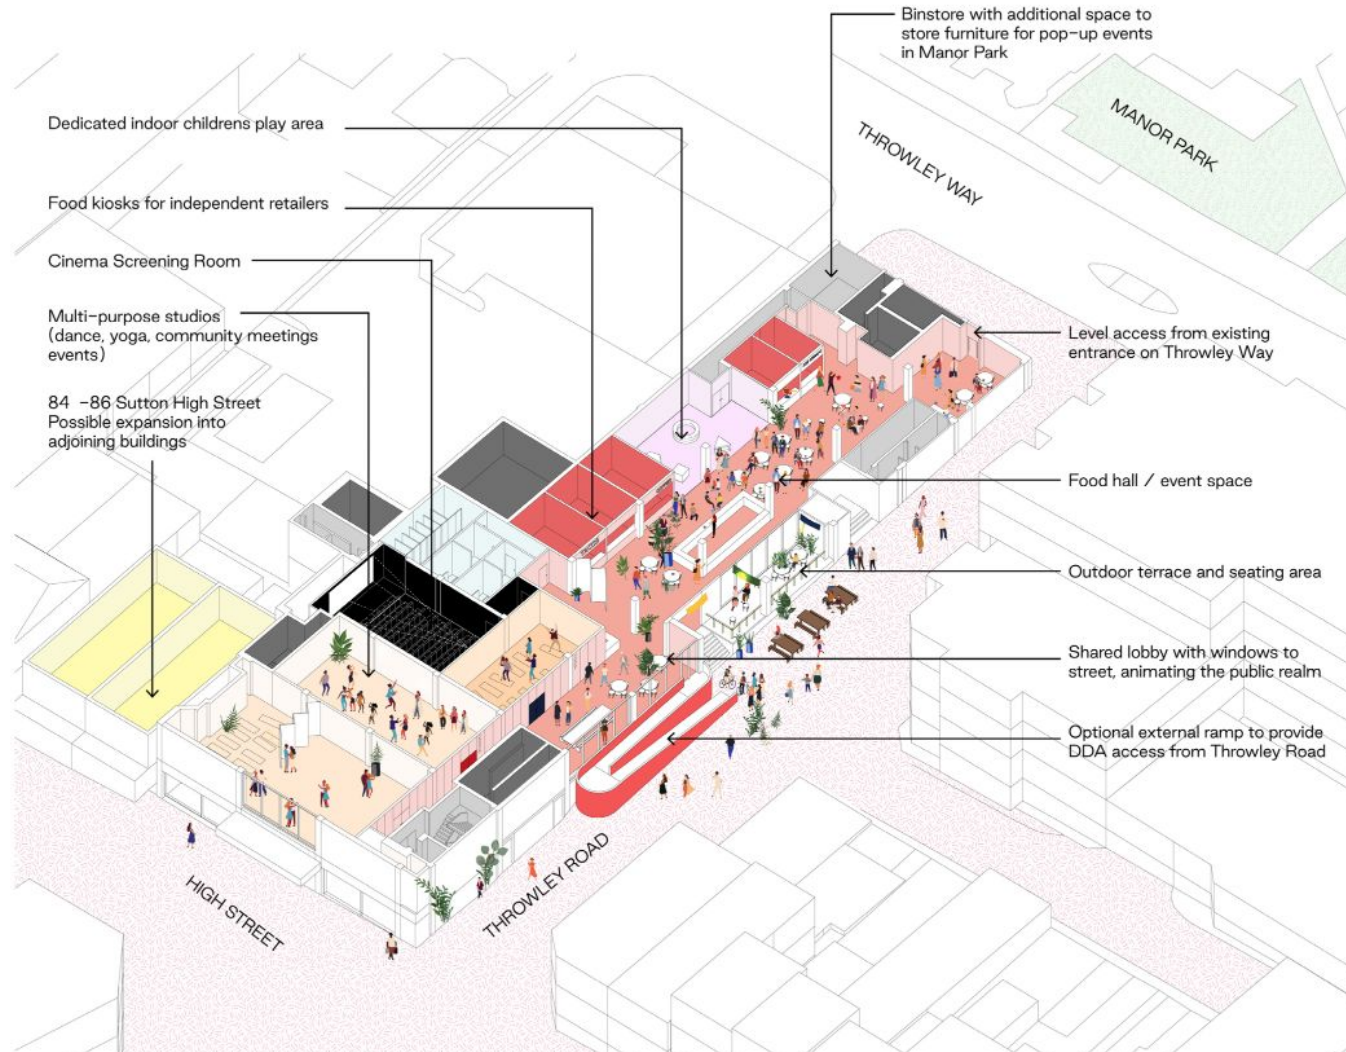 Binstore with additional space to
store furniture for pop-up events
in Manor Park
MANOR PARK
THROWLEY WAY
Dedicated indoor childrens play area
Food kiosks for independent retailers
Cinema Screening Room
Multi-purpose studios
(dance, yoga, community meetings
events)
84 -86 Sutton High Street
Possible expansion into
adjoining buildings
Level access from existing
entrance on Throwley Way
Food hall / event space
Outdoor terrace and seating area
Shared lobby with windows to
street, animating the public realm
Optional external ramp to provide
DDA access from Throwley Road
HIGH STREET
THROWLEY ROAD